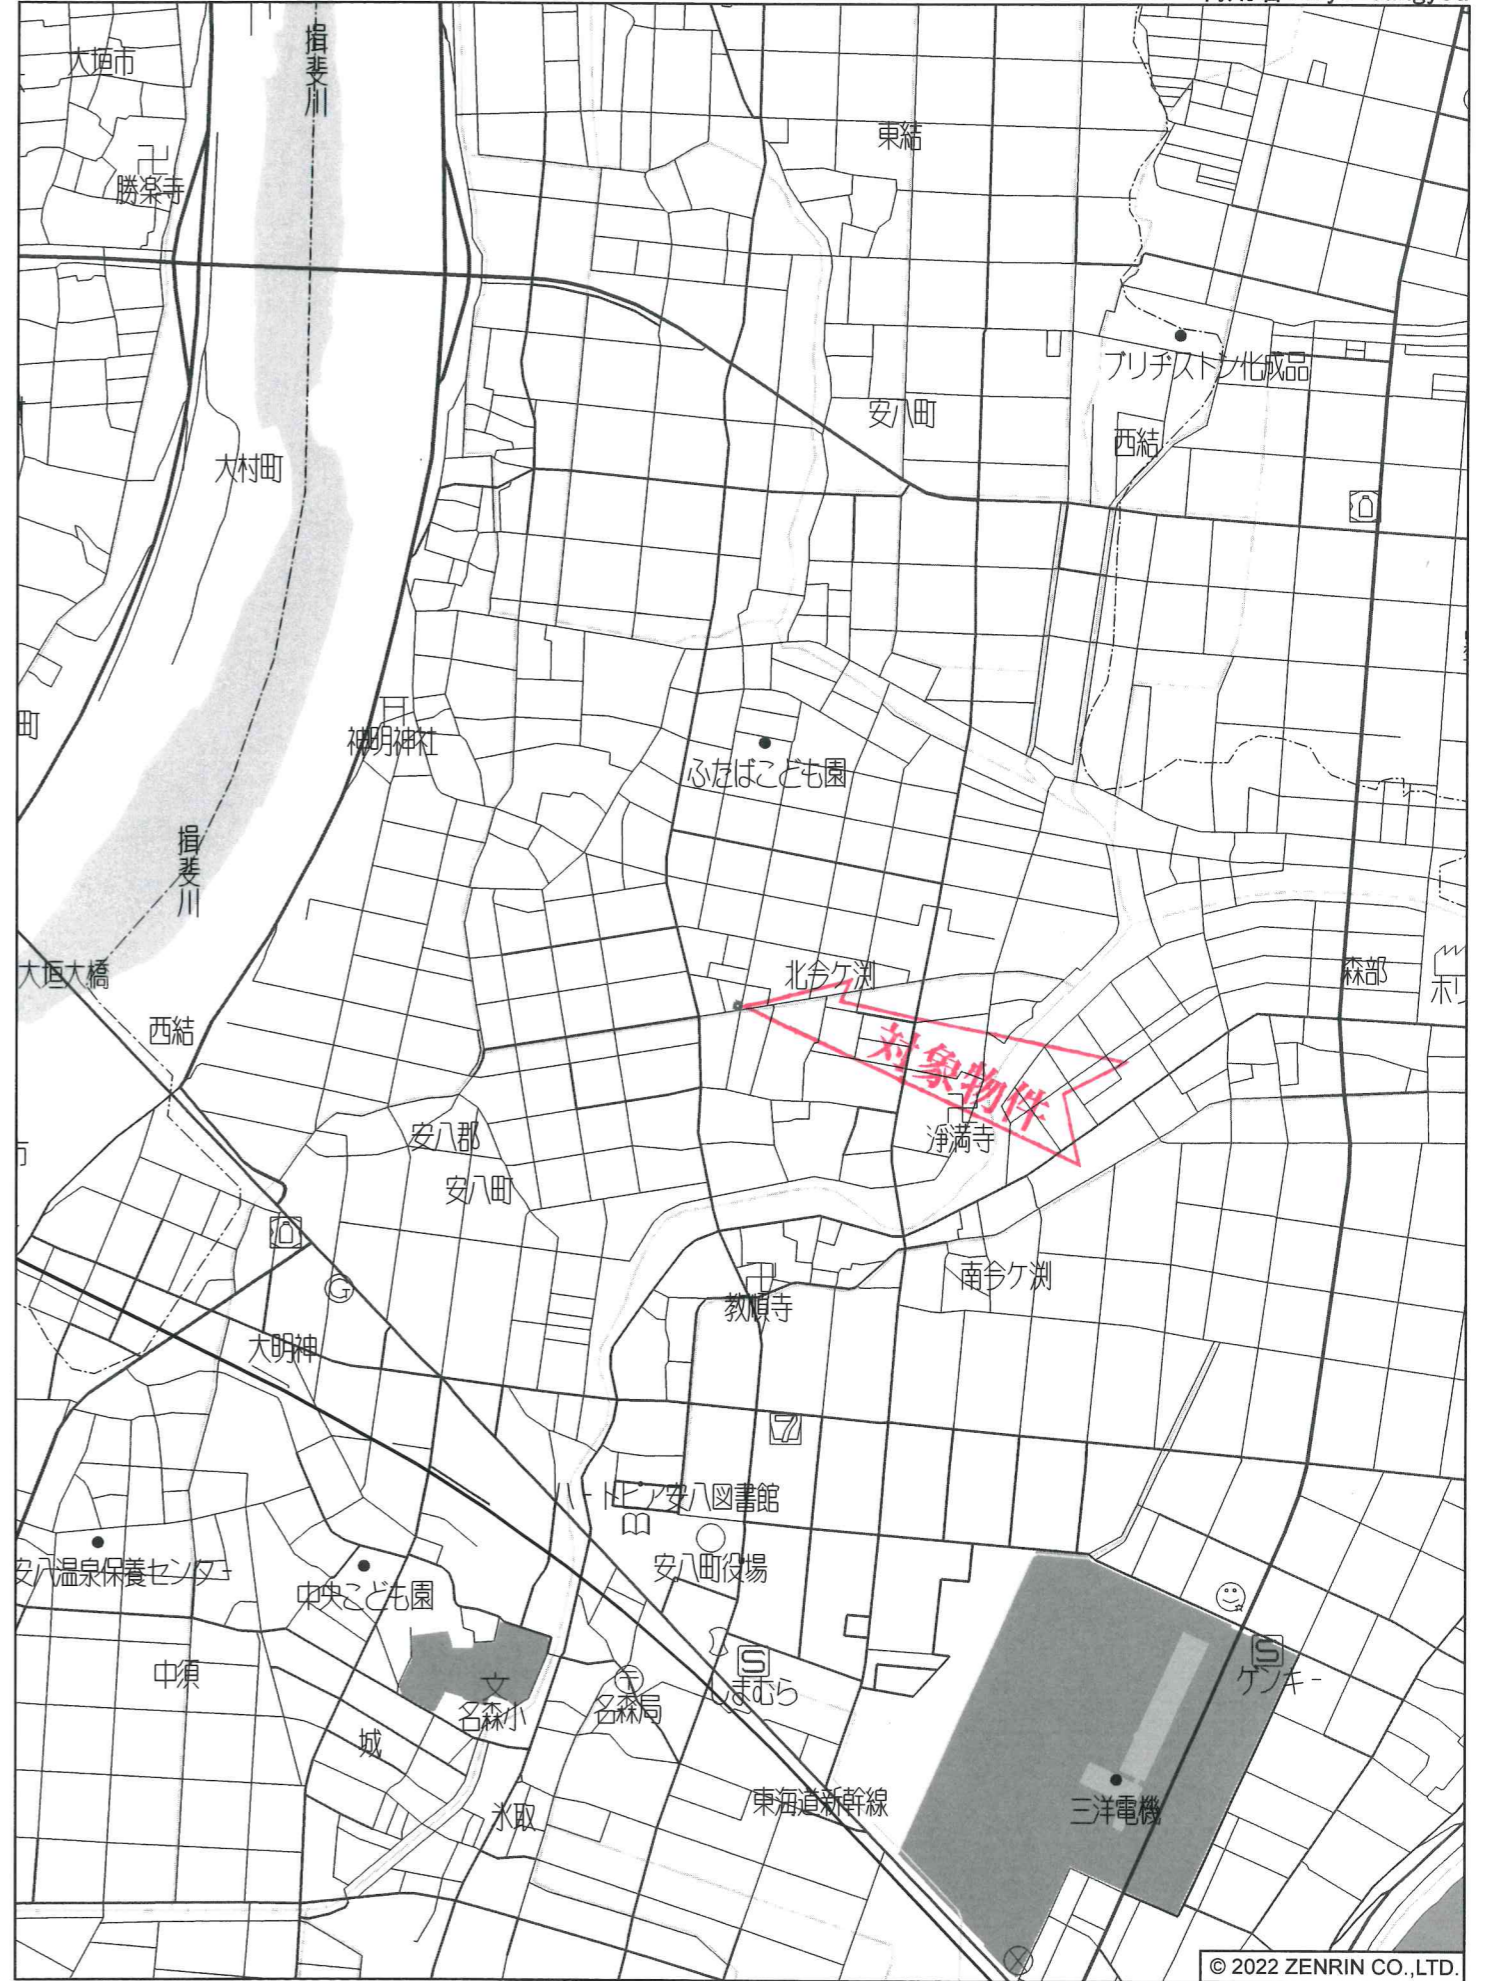 大垣市
揖斐川
東結
卍
勝楽寺
ブリヂストン化成品
安八町
西結
大村町
町
神明神社
ふたばこども園
揖斐川
大垣大橋
北今ケ渕
森部
西結
対象物件
卍
浄満寺
安八郡
安八町
南今ケ渕
G
卍
教順寺
大明神
7
ハートピア安八図書館
安八町役場
安八温泉保養センター
中央こども園
中須
文
名森小
〒
名森局
S
しまむら
S
ゲンキー
城
氷取
東海道新幹線
三洋電機
© 2022 ZENRIN CO.,LTD.